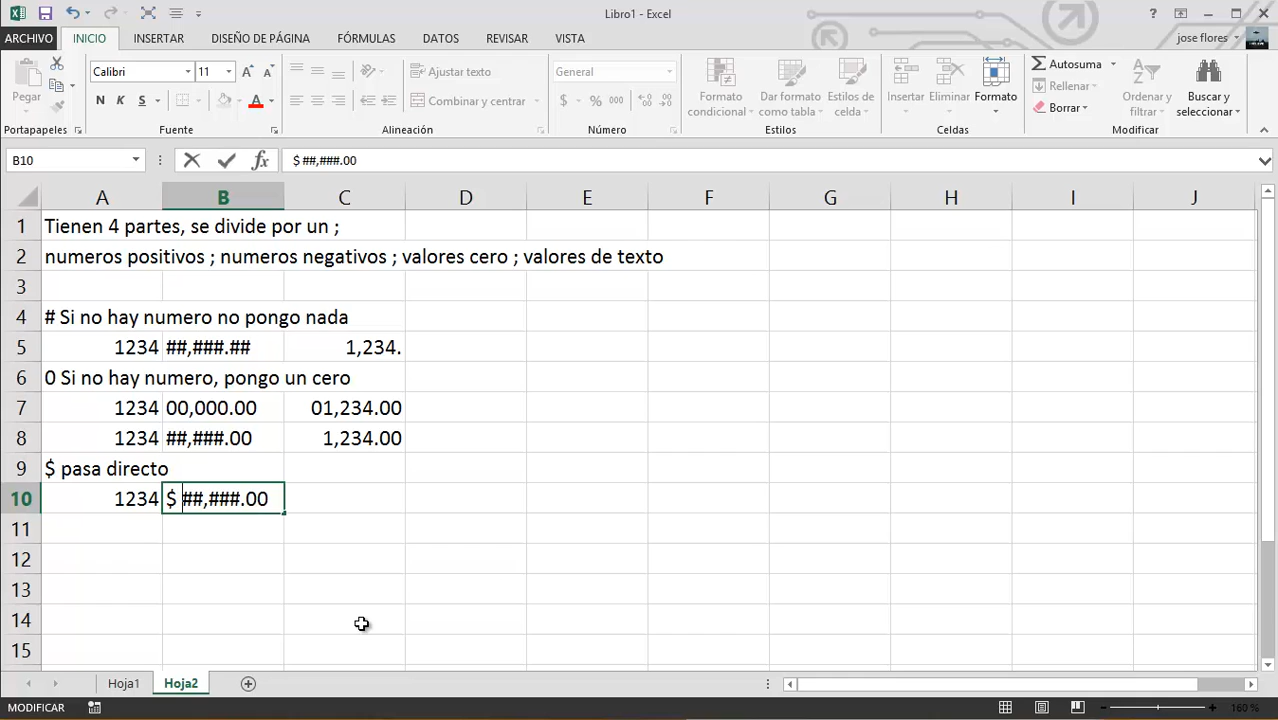 Libro1 - Excel
?
ARCHIVO INICIO INSERTAR DISEÑO DE PÁGINA FÓRMULAS DATOS REVISAR VISTA jose flores
Pegar Calibri 11 Ajustar texto General Formato condicional Dar formato como tabla Estilos de celda Insertar Eliminar Formato Autosuma Ordenar y filtrar Buscar y seleccionar
N K S A Combinar y centrar $ % 000 Rellenar
Borrar
Portapapeles Fuente Alineación Número Estilos Celdas Modificar
B10 fx $ ##,###.00
A B C D E F G H I J
1 Tienen 4 partes, se divide por un ;
2 numeros positivos ; numeros negativos ; valores cero ; valores de texto
3
4 # Si no hay numero no pongo nada
5 1234 ##,###.## 1,234.
6 0 Si no hay numero, pongo un cero
7 1234 00,000.00 01,234.00
8 1234 ##,###.00 1,234.00
9 $ pasa directo
10 1234 $ ##,###.00
11
12
13
14
15
Hoja1 Hoja2
MODIFICAR 160 %